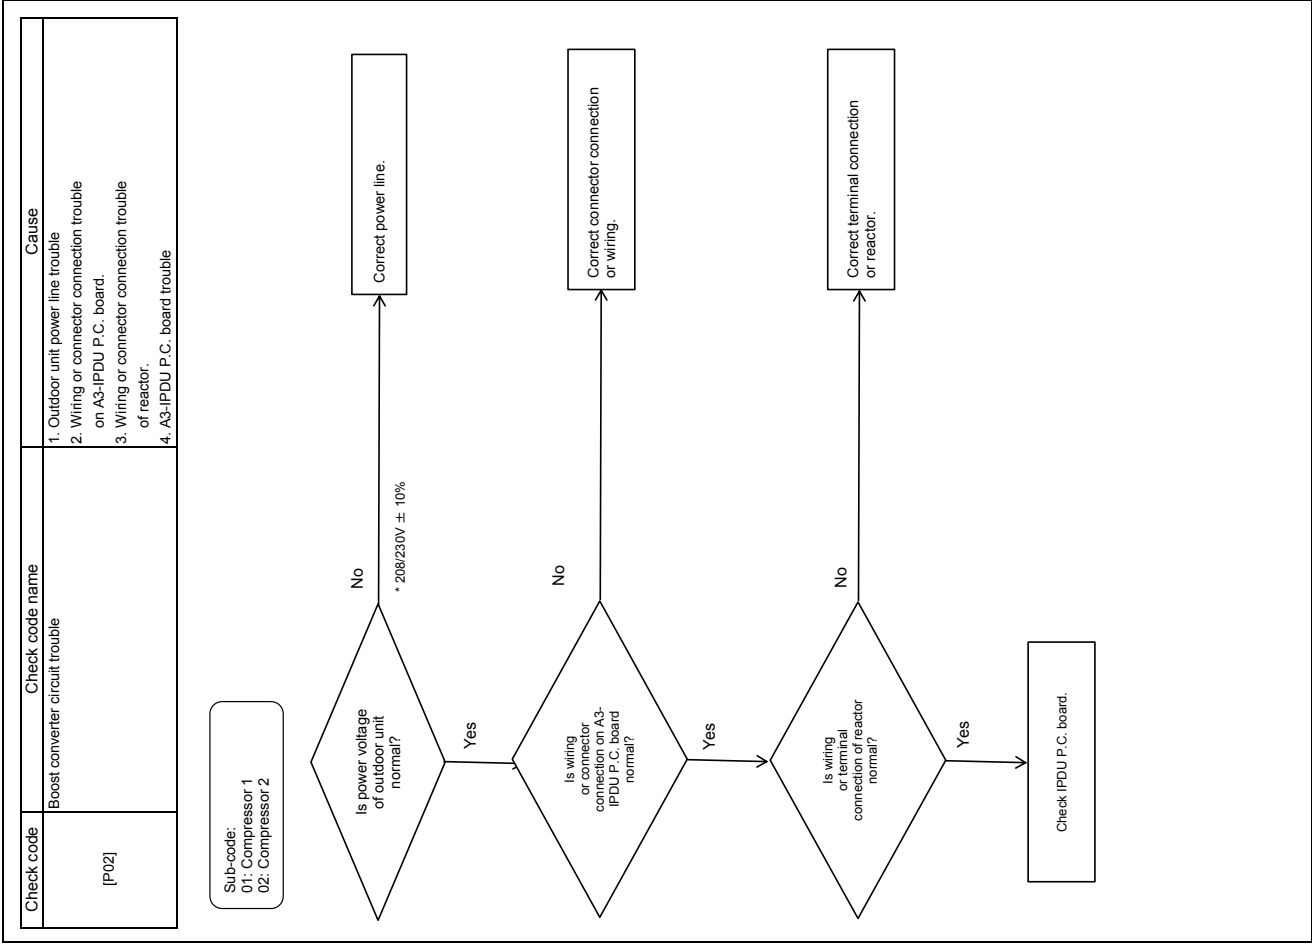 Check code
Check code name
Cause
[P02]
Boost converter circuit trouble
1. Outdoor unit power line trouble
2. Wiring or connector connection trouble
on A3-IPDU P.C. board.
3. Wiring or connector connection trouble
of reactor.
4. A3-IPDU P.C. board trouble
Sub-code:
01: Compressor 1
02: Compressor 2
Is power voltage
of outdoor unit
normal?
No
* 208/230V ± 10%
Correct power line.
Yes
Is wiring
or connector
connection on A3-
IPDU P.C. board
normal?
No
Correct connector connection
or wiring.
Yes
Is wiring
or terminal
connection of reactor
normal?
No
Correct terminal connection
or reactor.
Yes
Check IPDU P.C. board.